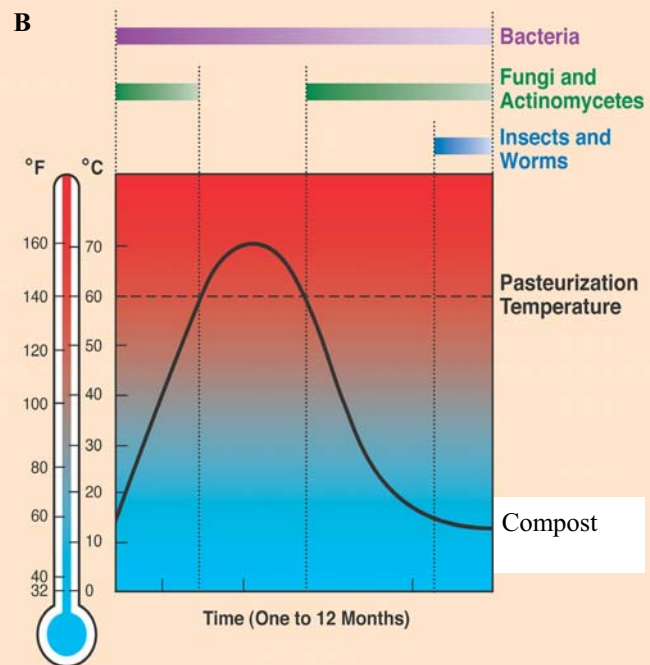 B
Bacteria
Fungi and
Actinomycetes
Insects and
Worms
°F °C
160 70
140 60
120 50
100 40
80 30
20
60
10
40
32 0
Pasteurization
Temperature
Compost
Time (One to 12 Months)